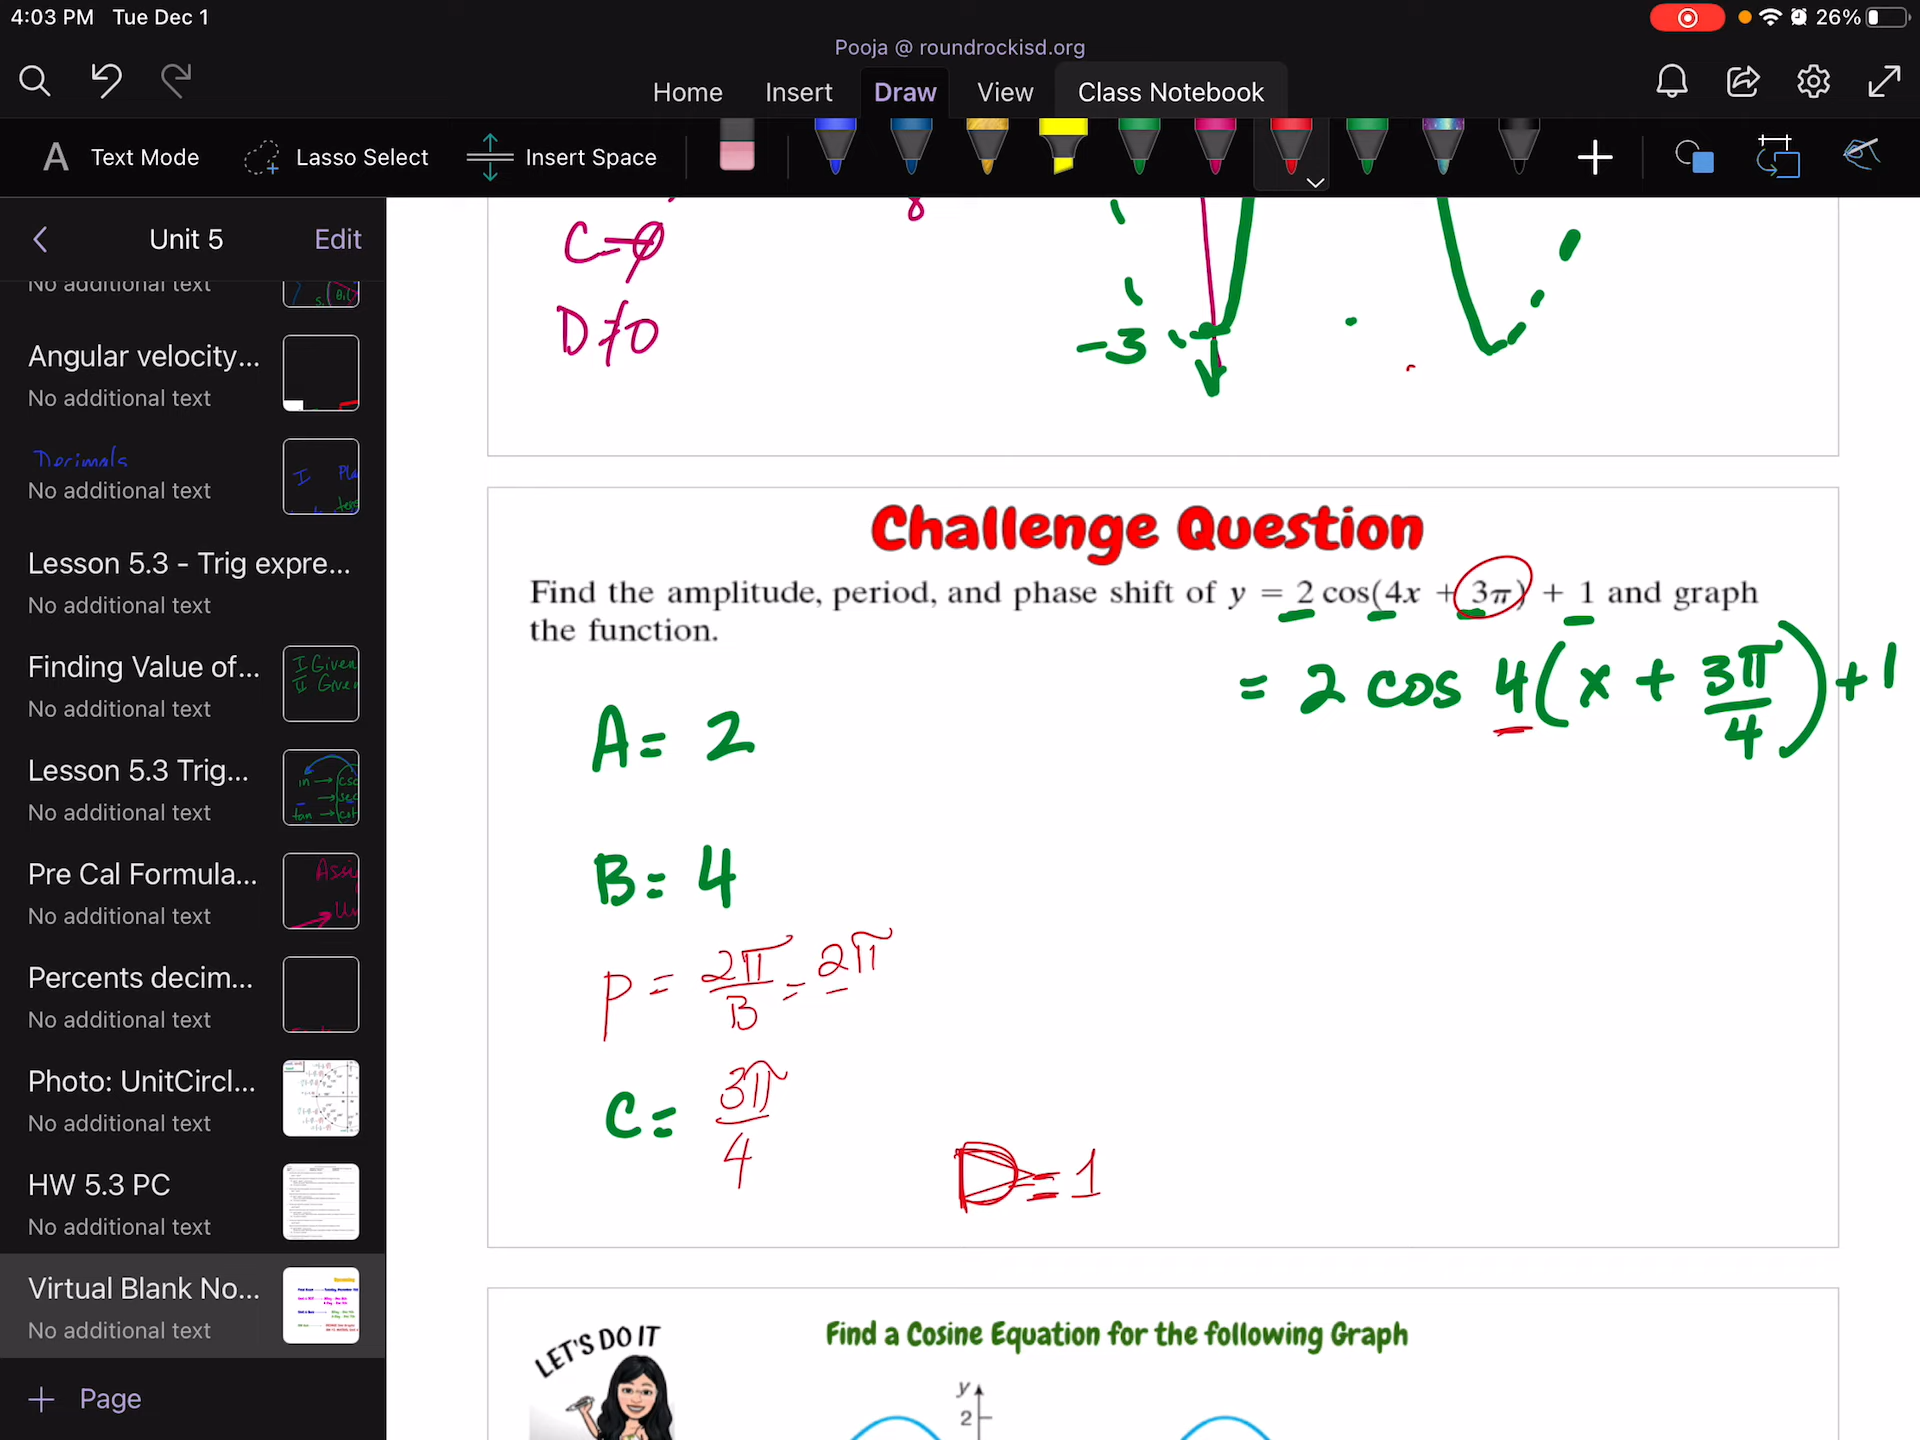 4:03 PM Tue Dec 1
26%
Pooja @ roundrockisd.org
Home Insert Draw View Class Notebook
Text Mode Lasso Select Insert Space
Unit 5 Edit
No additional text
Angular velocity...
No additional text
Decimals
No additional text
Lesson 5.3 - Trig expre...
No additional text
Finding Value of...
No additional text
Lesson 5.3 Trig...
No additional text
Pre Cal Formula...
No additional text
Percents decim...
No additional text
Photo: UnitCircl...
No additional text
HW 5.3 PC
No additional text
Virtual Blank No...
No additional text
+ Page
D≠0
-3
Challenge Question
Find the amplitude, period, and phase shift of y = 2 cos(4x + 3π) + 1 and graph
the function.
= 2 cos 4(x + 3π/4) + 1
A = 2
B = 4
P = 2π/B = 2π
C = 3π/4
D = 1
LET'S DO IT
Find a Cosine Equation for the following Graph
y
2